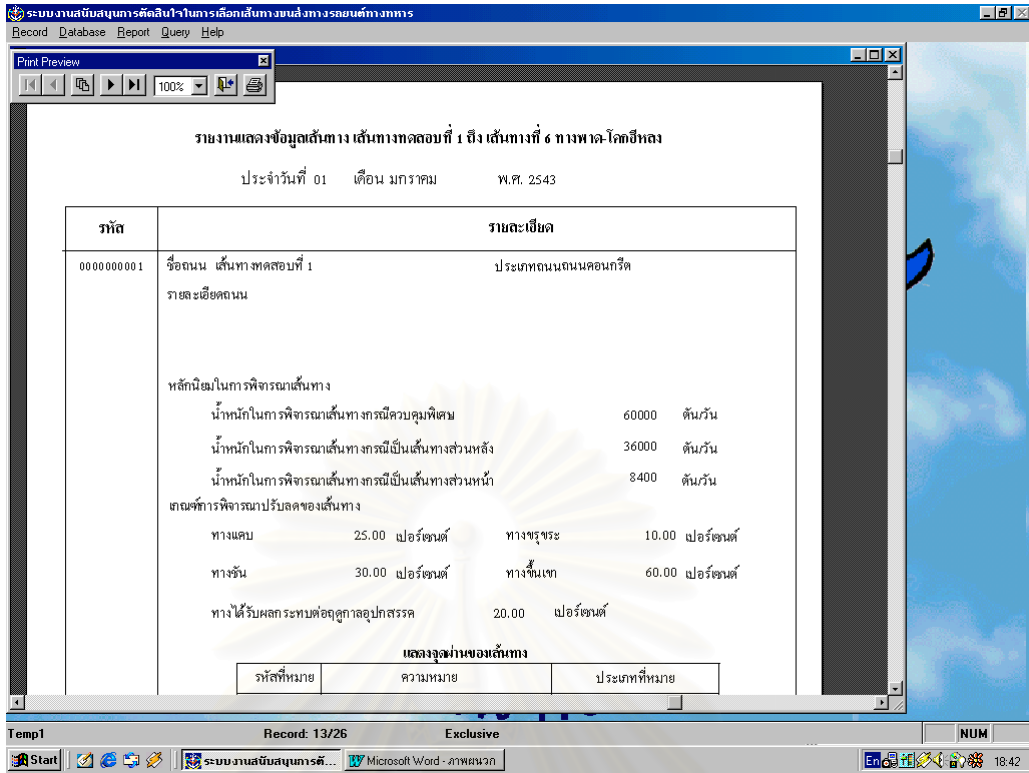 ระบบงานสนับสนุนการตัดสินใจในการเลือกเส้นทางขนส่งทางรถยนต์ทางทหาร
Record Database Report Query Help
Print Preview
100%
รายงานแสดงข้อมูลเส้นทาง เส้นทางทดสอบที่ 1 ถึง เส้นทางที่ 6 ทางพาด-โคกอีหลง
ประจำวันที่ 01 เดือน มกราคม พ.ศ. 2543
รหัส รายละเอียด
0000000001 ชื่อถนน เส้นทางทดสอบที่ 1 ประเภทถนนถนนคอนกรีต
รายละเอียดถนน
หลักนิยมในการพิจารณาเส้นทาง
น้ำหนักในการพิจารณาเส้นทางกรณีควบคุมพิเศษ 60000 ตัน/วัน
น้ำหนักในการพิจารณาเส้นทางกรณีเป็นเส้นทางส่วนหลัง 36000 ตัน/วัน
น้ำหนักในการพิจารณาเส้นทางกรณีเป็นเส้นทางส่วนหน้า 8400 ตัน/วัน
เกณฑ์การพิจารณาปรับลดของเส้นทาง
ทางแคบ 25.00 เปอร์เซนต์ ทางขรุขระ 10.00 เปอร์เซนต์
ทางชัน 30.00 เปอร์เซนต์ ทางขึ้นเขา 60.00 เปอร์เซนต์
ทางได้รับผลกระทบต่อฤดูกาลอุปกสรรค 20.00 เปอร์เซนต์
แสดงจุดผ่านของเส้นทาง
รหัสที่หมาย ความหมาย ประเภทที่หมาย
Temp1 Record: 13/26 Exclusive NUM
Start ระบบงานสนับสนุนการตั... Microsoft Word - ภาพผนวก En 18:42